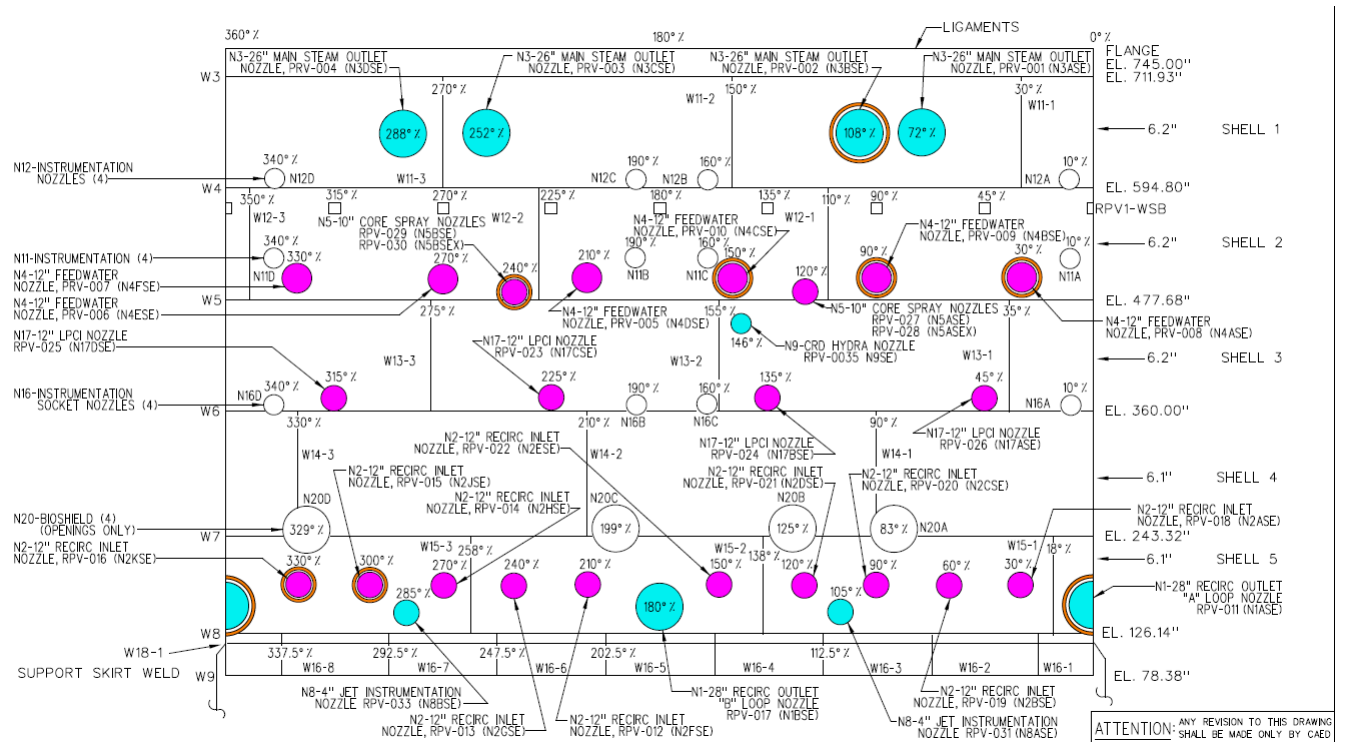 360° ⁒
180° ⁒
LIGAMENTS
0° ⁒
FLANGE
EL. 745.00"
EL. 711.93"
W3
N3-26" MAIN STEAM OUTLET
NOZZLE, PRV-004 (N3DSE)
N3-26" MAIN STEAM OUTLET
NOZZLE, PRV-003 (N3CSE)
N3-26" MAIN STEAM OUTLET
NOZZLE, PRV-002 (N3BSE)
N3-26" MAIN STEAM OUTLET
NOZZLE, PRV-001 (N3ASE)
270° ⁒
W11-2
150° ⁒
30° ⁒
W11-1
288° ⁒
252° ⁒
108° ⁒
72° ⁒
6.2"
SHELL 1
N12-INSTRUMENTATION
NOZZLES (4)
340° ⁒
N12D
W11-3
190° ⁒
N12C
160° ⁒
N12B
10° ⁒
N12A
W4
EL. 594.80"
350° ⁒
315° ⁒
270° ⁒
225° ⁒
180° ⁒
135° ⁒
110° ⁒
90° ⁒
45° ⁒
RPV1-WSB
W12-3
W12-2
W12-1
N5-10" CORE SPRAY NOZZLES
RPV-029 (N5BSE)
RPV-030 (N5BSEX)
N4-12" FEEDWATER
NOZZLE,
PRV-010 (N4CSE)
N4-12" FEEDWATER
NOZZLE, PRV-009 (N4BSE)
6.2"
SHELL 2
N11-INSTRUMENTATION (4)
340° ⁒
N11D
190° ⁒
N11B
160° ⁒
N11C
10° ⁒
N11A
N4-12" FEEDWATER
NOZZLE, PRV-007 (N4FSE)
330° ⁒
270° ⁒
240° ⁒
210° ⁒
150° ⁒
120° ⁒
90° ⁒
30° ⁒
N4-12" FEEDWATER
NOZZLE, PRV-006 (N4ESE)
W5
EL. 477.68"
275° ⁒
N4-12" FEEDWATER
NOZZLE, PRV-005 (N4DSE)
155° ⁒
N5-10" CORE SPRAY NOZZLES
RPV-027 (N5ASE)
RPV-028 (N5ASEX)
35° ⁒
N4-12" FEEDWATER
NOZZLE, PRV-008 (N4ASE)
N17-12" LPCI NOZZLE
RPV-025 (N17DSE)
N17-12" LPCI NOZZLE
RPV-023 (N17CSE)
146° ⁒
N9-CRD HYDRA NOZZLE
RPV-0035 N9SE)
W13-3
W13-2
W13-1
6.2"
SHELL 3
N16-INSTRUMENTATION
SOCKET NOZZLES (4)
340° ⁒
N16D
315° ⁒
225° ⁒
190° ⁒
N16B
160° ⁒
N16C
135° ⁒
45° ⁒
10° ⁒
N16A
W6
EL. 360.00"
330° ⁒
210° ⁒
90° ⁒
N2-12" RECIRC INLET
NOZZLE, RPV-022 (N2ESE)
N17-12" LPCI NOZZLE
RPV-024 (N17BSE)
N17-12" LPCI NOZZLE
RPV-026 (N17ASE)
W14-3
W14-2
W14-1
N2-12" RECIRC INLET
NOZZLE, RPV-015 (N2JSE)
N2-12" RECIRC INLET
NOZZLE, RPV-014 (N2HSE)
N2-12" RECIRC INLET
NOZZLE, RPV-021 (N2DSE)
N2-12" RECIRC INLET
NOZZLE, RPV-020 (N2CSE)
6.1"
SHELL 4
N20-BIOSHIELD (4)
(OPENINGS ONLY)
N20D
329° ⁒
N20C
199° ⁒
N20B
125° ⁒
83° ⁒
N20A
N2-12" RECIRC INLET
NOZZLE, RPV-018 (N2ASE)
W7
EL. 243.32"
N2-12" RECIRC INLET
NOZZLE, RPV-016 (N2KSE)
W15-3
258° ⁒
W15-2
138° ⁒
W15-1
18° ⁒
6.1"
SHELL 5
330° ⁒
300° ⁒
270° ⁒
240° ⁒
210° ⁒
150° ⁒
120° ⁒
90° ⁒
60° ⁒
30° ⁒
285° ⁒
180° ⁒
105° ⁒
N1-28" RECIRC OUTLET
"A" LOOP NOZZLE
RPV-011 (N1ASE)
W8
EL. 126.14"
W18-1
SUPPORT SKIRT WELD
W9
337.5° ⁒
292.5° ⁒
247.5° ⁒
202.5° ⁒
112.5° ⁒
W16-8
W16-7
W16-6
W16-5
W16-4
W16-3
W16-2
W16-1
EL. 78.38"
N8-4" JET INSTRUMENTATION
NOZZLE RPV-033 (N8BSE)
N2-12" RECIRC INLET
NOZZLE, RPV-013 (N2GSE)
N2-12" RECIRC INLET
NOZZLE, RPV-012 (N2FSE)
N1-28" RECIRC OUTLET
"B" LOOP NOZZLE
RPV-017 (N1BSE)
N2-12" RECIRC INLET
NOZZLE, RPV-019 (N2BSE)
N8-4" JET INSTRUMENTATION
NOZZLE RPV-031 (N8ASE)
ATTENTION: ANY REVISION TO THIS DRAWING
SHALL BE MADE ONLY BY CAED